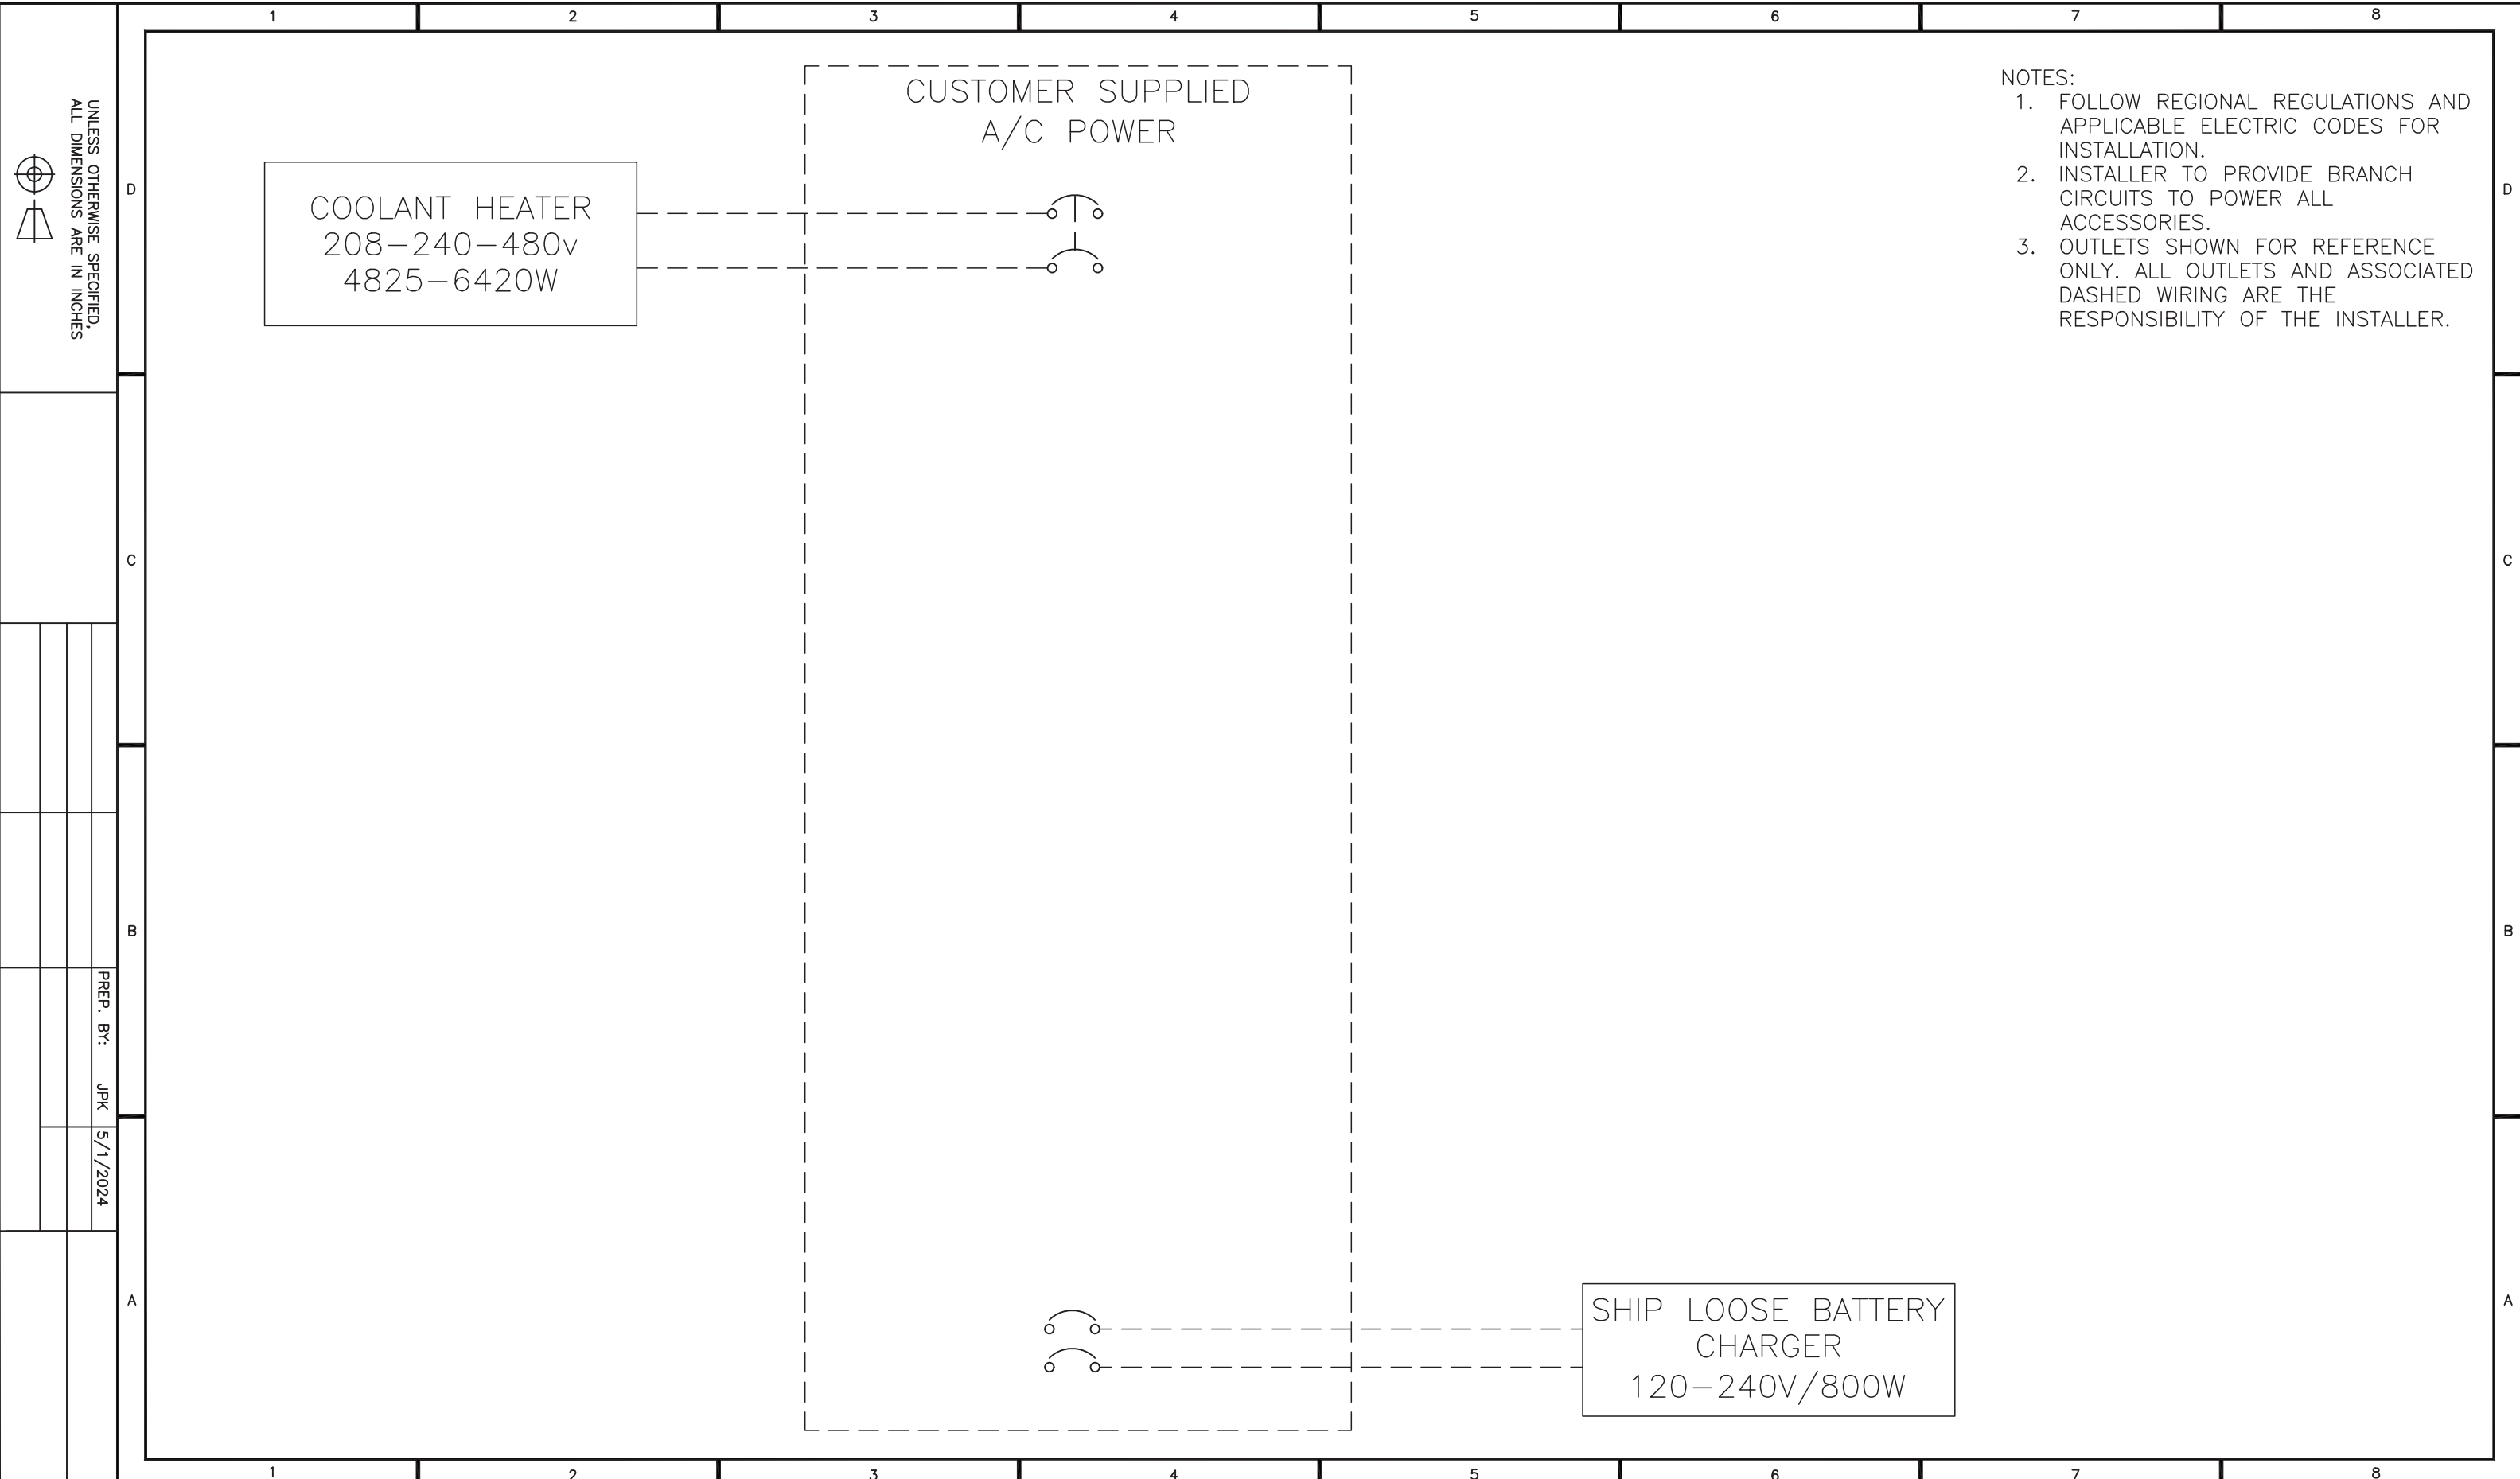 1 2 3 4 5 6 7 8
UNLESS OTHERWISE SPECIFIED,
ALL DIMENSIONS ARE IN INCHES
CUSTOMER SUPPLIED
A/C POWER
NOTES:
1. FOLLOW REGIONAL REGULATIONS AND
APPLICABLE ELECTRIC CODES FOR
INSTALLATION.
2. INSTALLER TO PROVIDE BRANCH
CIRCUITS TO POWER ALL
ACCESSORIES.
3. OUTLETS SHOWN FOR REFERENCE
ONLY. ALL OUTLETS AND ASSOCIATED
DASHED WIRING ARE THE
RESPONSIBILITY OF THE INSTALLER.
D D
COOLANT HEATER
208-240-480v
4825-6420W
C C
B B
PREP. BY: JPK 5/1/2024
A A
SHIP LOOSE BATTERY
CHARGER
120-240V/800W
1 2 3 4 5 6 7 8